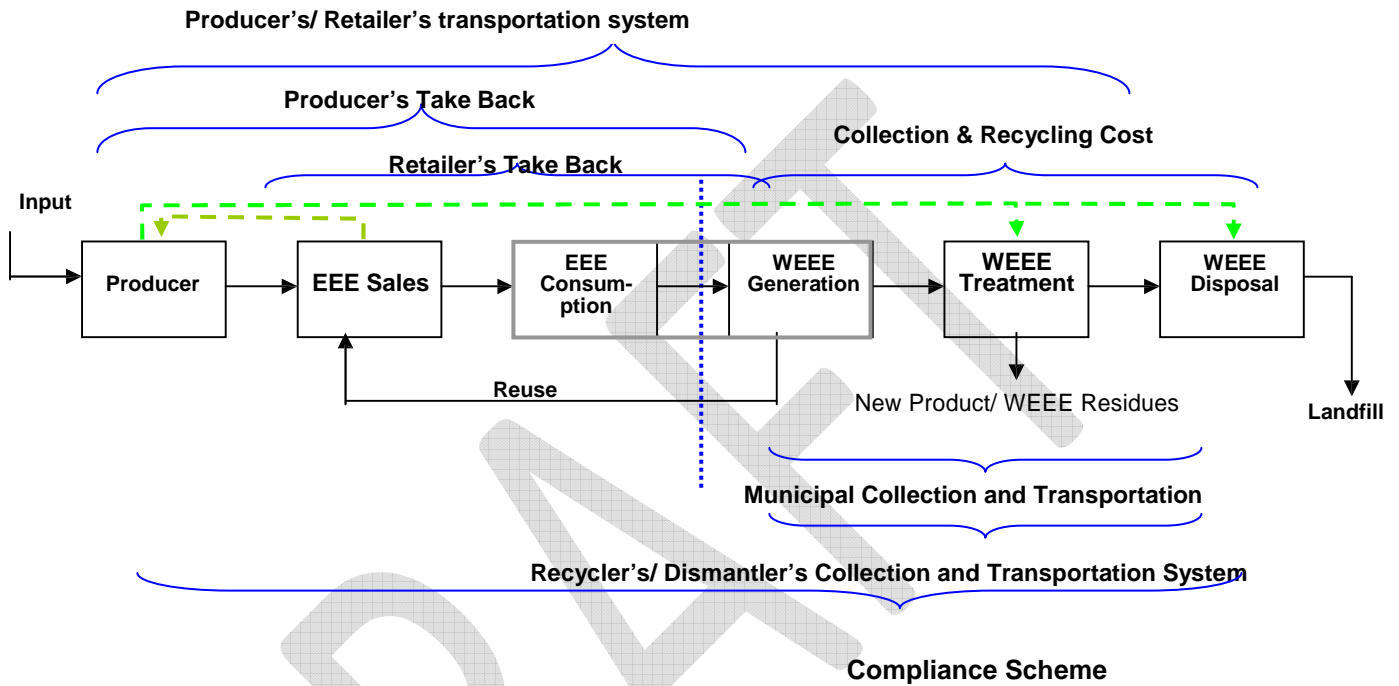 Producer's/ Retailer's transportation system
Producer's Take Back
Collection & Recycling Cost
Retailer's Take Back
Input
Producer
EEE Sales
EEE
Consum-
ption
WEEE
Generation
WEEE
Treatment
WEEE
Disposal
Reuse
New Product/ WEEE Residues
Landfill
Municipal Collection and Transportation
Recycler's/ Dismantler's Collection and Transportation System
Compliance Scheme
DRAFT